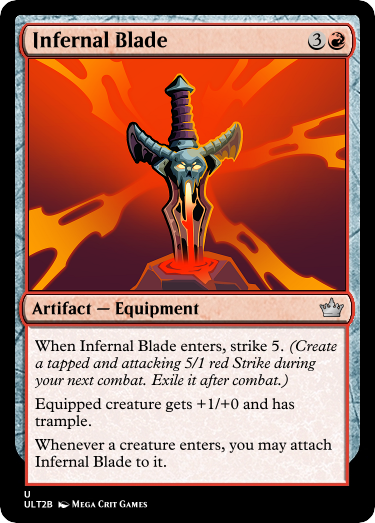 Infernal Blade 3
Artifact — Equipment
When Infernal Blade enters, strike 5. (Create
a tapped and attacking 5/1 red Strike during
your next combat. Exile it after combat.)
Equipped creature gets +1/+0 and has
trample.
Whenever a creature enters, you may attach
Infernal Blade to it.
U
ULT2B Mega Crit Games